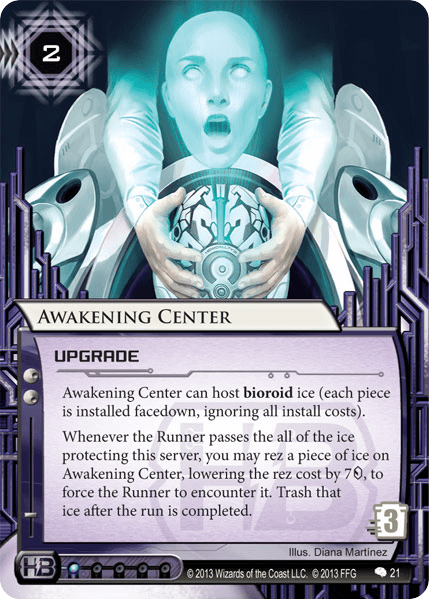 2
AWAKENING CENTER
UPGRADE
Awakening Center can host bioroid ice (each piece
is installed facedown, ignoring all install costs).
Whenever the Runner passes the all of the ice
protecting this server, you may rez a piece of ice on
Awakening Center, lowering the rez cost by 7, to
force the Runner to encounter it. Trash that
ice after the run is completed.
3
Illus. Diana Martínez
HB
© 2013 Wizards of the Coast LLC. © 2013 FFG
21